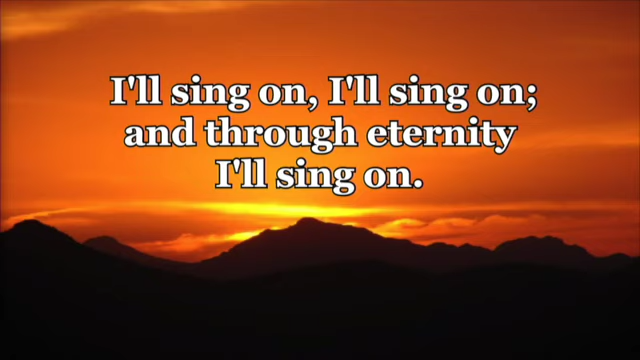 I'll sing on, I'll sing on;
and through eternity
I'll sing on.